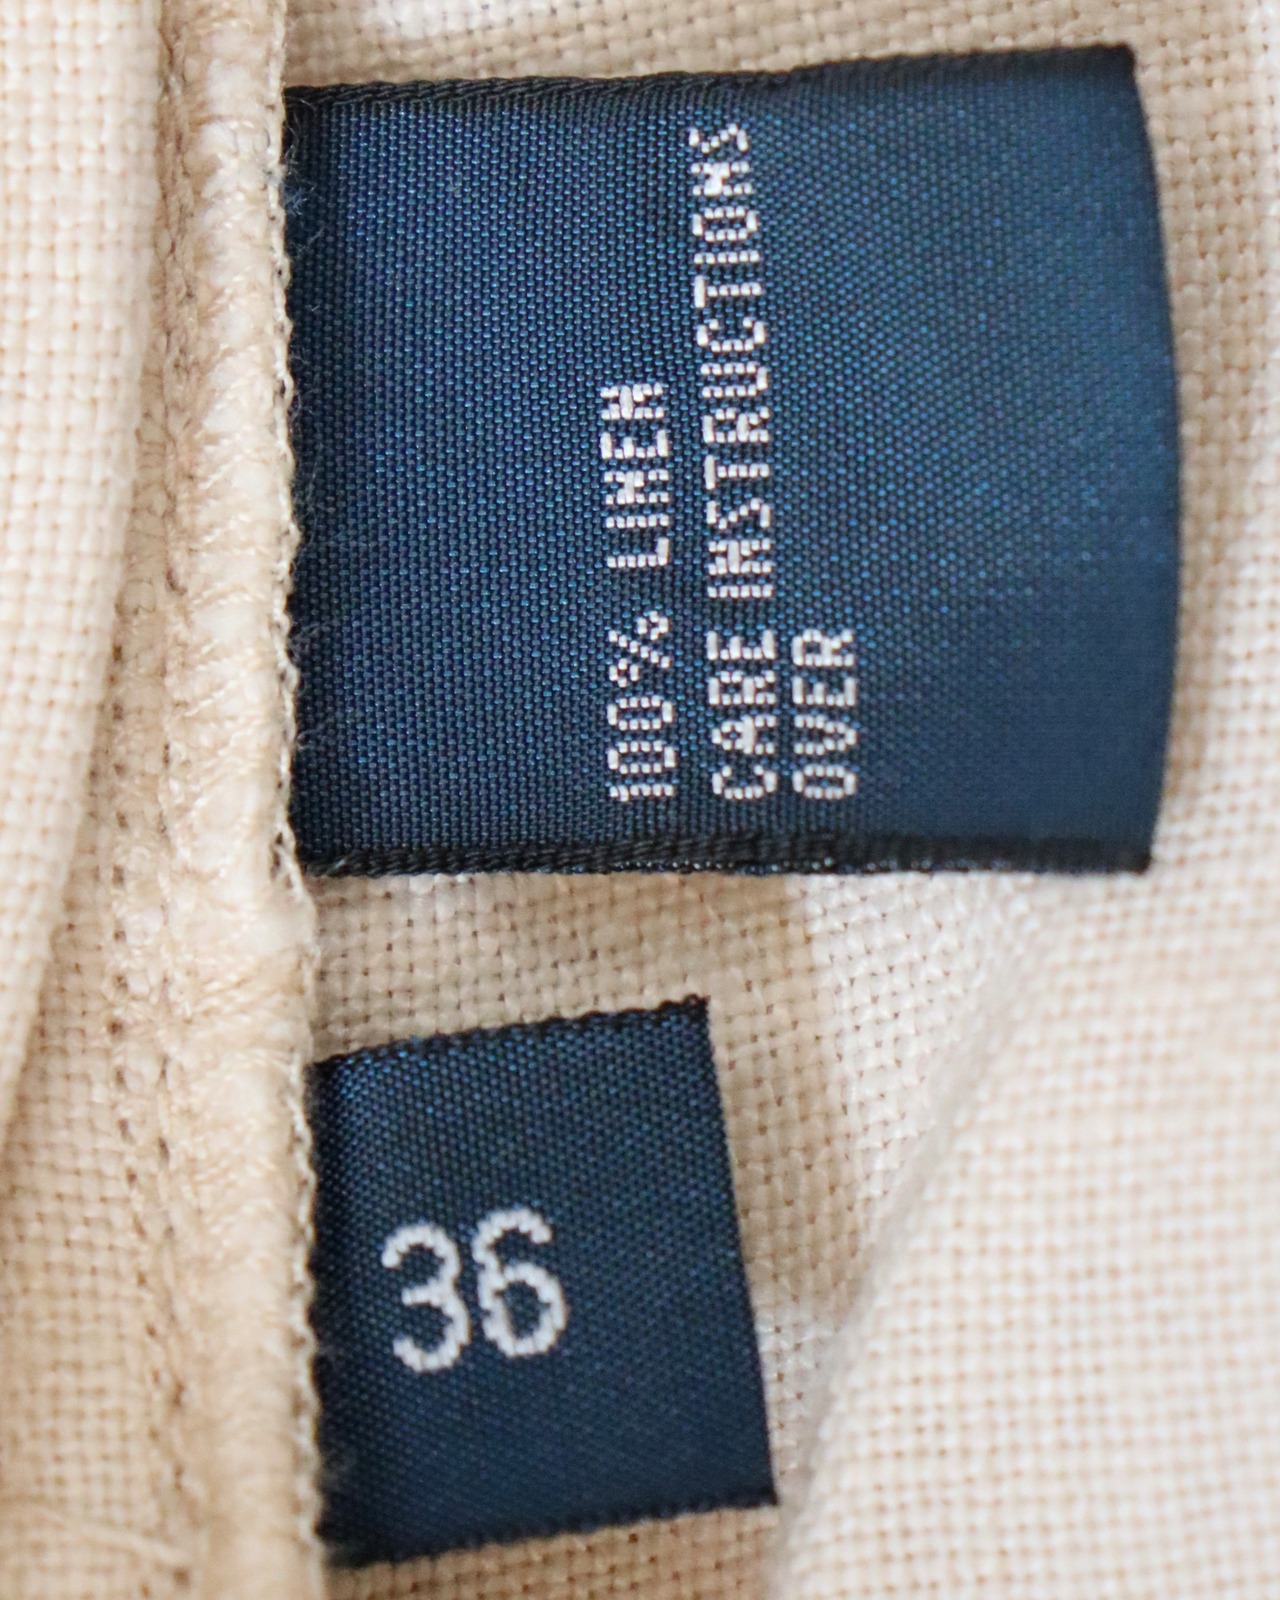 100% LINEN
CARE INSTRUCTIONS
OVER
36